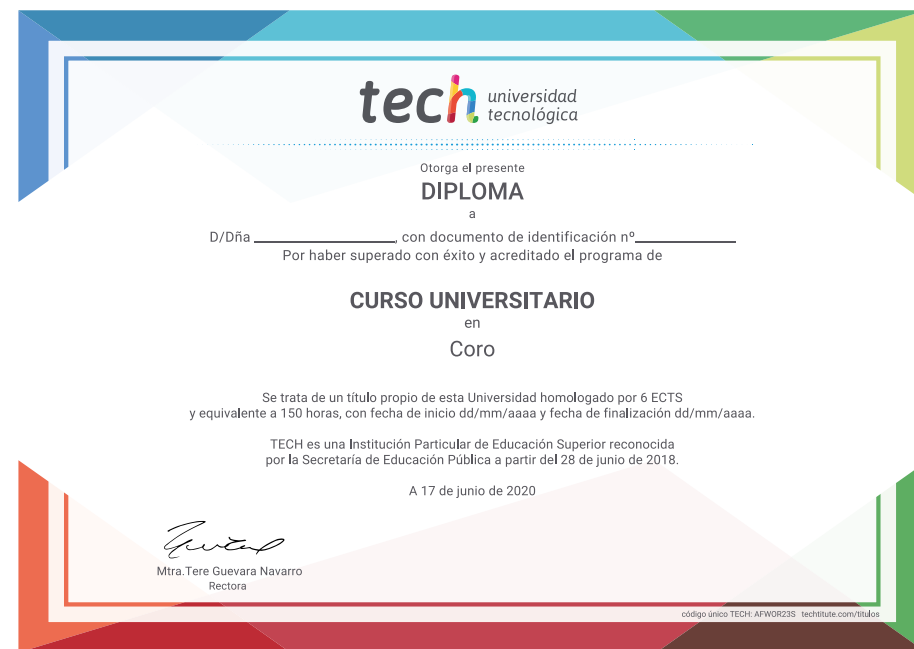 tech universidad
tecnológica
Otorga el presente
DIPLOMA
a
D/Dña ____________, con documento de identificación nº____________
Por haber superado con éxito y acreditado el programa de
CURSO UNIVERSITARIO
en
Coro
Se trata de un título propio de esta Universidad homologado por 6 ECTS
y equivalente a 150 horas, con fecha de inicio dd/mm/aaaa y fecha de finalización dd/mm/aaaa.
TECH es una Institución Particular de Educación Superior reconocida
por la Secretaría de Educación Pública a partir del 28 de junio de 2018.
A 17 de junio de 2020
Mtra.Tere Guevara Navarro
Rectora
código único TECH: AFWOR23S techtitute.com/titulos